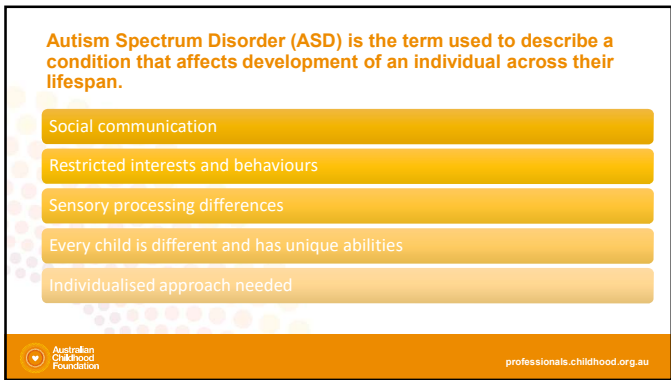 Autism Spectrum Disorder (ASD) is the term used to describe a
condition that affects development of an individual across their
lifespan.
Social communication
Restricted interests and behaviours
Sensory processing differences
Every child is different and has unique abilities
Individualised approach needed
Australian
Childhood
Foundation
professionals.childhood.org.au